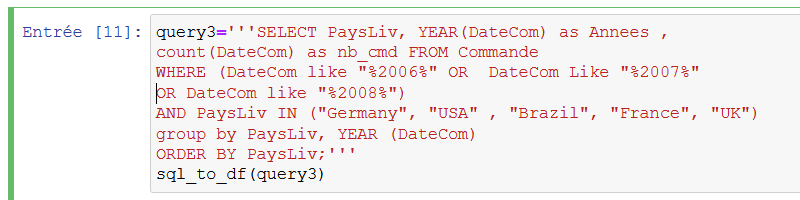 Entrée [11]: query3='''SELECT PaysLiv, YEAR(DateCom) as Annees ,
count(DateCom) as nb_cmd FROM Commande
WHERE (DateCom like "%2006%" OR  DateCom Like "%2007%"
OR DateCom like "%2008%")
AND PaysLiv IN ("Germany", "USA" , "Brazil", "France", "UK")
group by PaysLiv, YEAR (DateCom)
ORDER BY PaysLiv;'''
sql_to_df(query3)